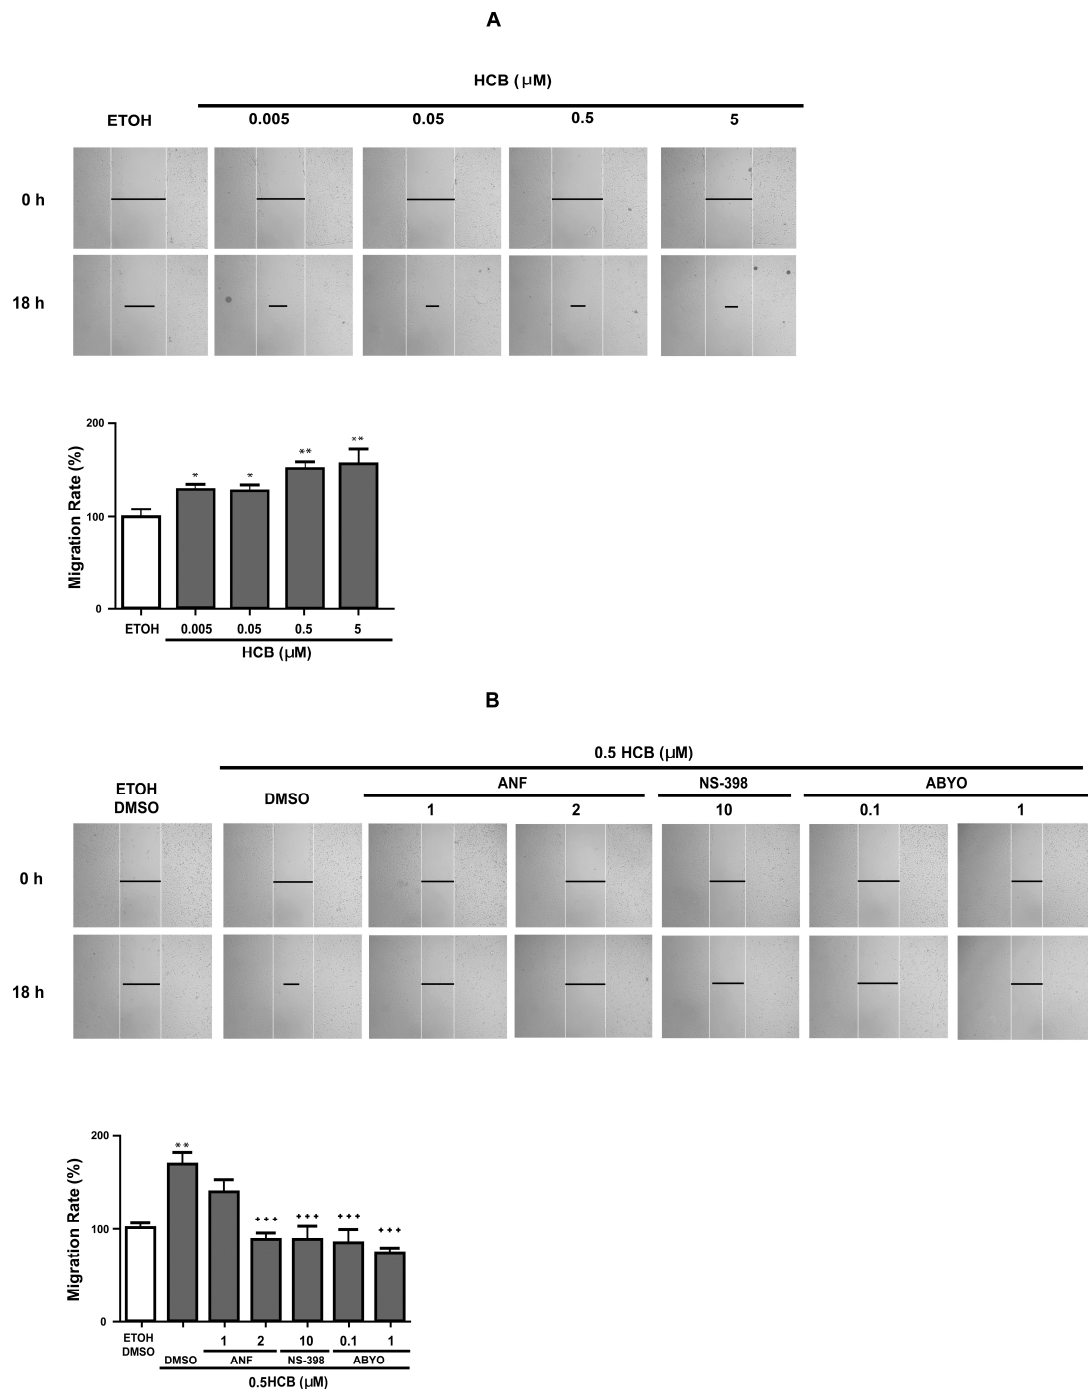 A
HCB (µM)
ETOH 0.005 0.05 0.5 5
0 h
18 h
200
100
0
Migration Rate (%)
* * ** **
ETOH 0.005 0.05 0.5 5
HCB (µM)
B
0.5 HCB (µM)
ETOH
DMSO
DMSO
ANF NS-398 ABYO
1 2 10 0.1 1
0 h
18 h
200
100
0
Migration Rate (%)
** +++ +++ +++ +++
ETOH
DMSO
1 2 10 0.1 1
DMSO ANF NS-398 ABYO
0.5HCB (µM)